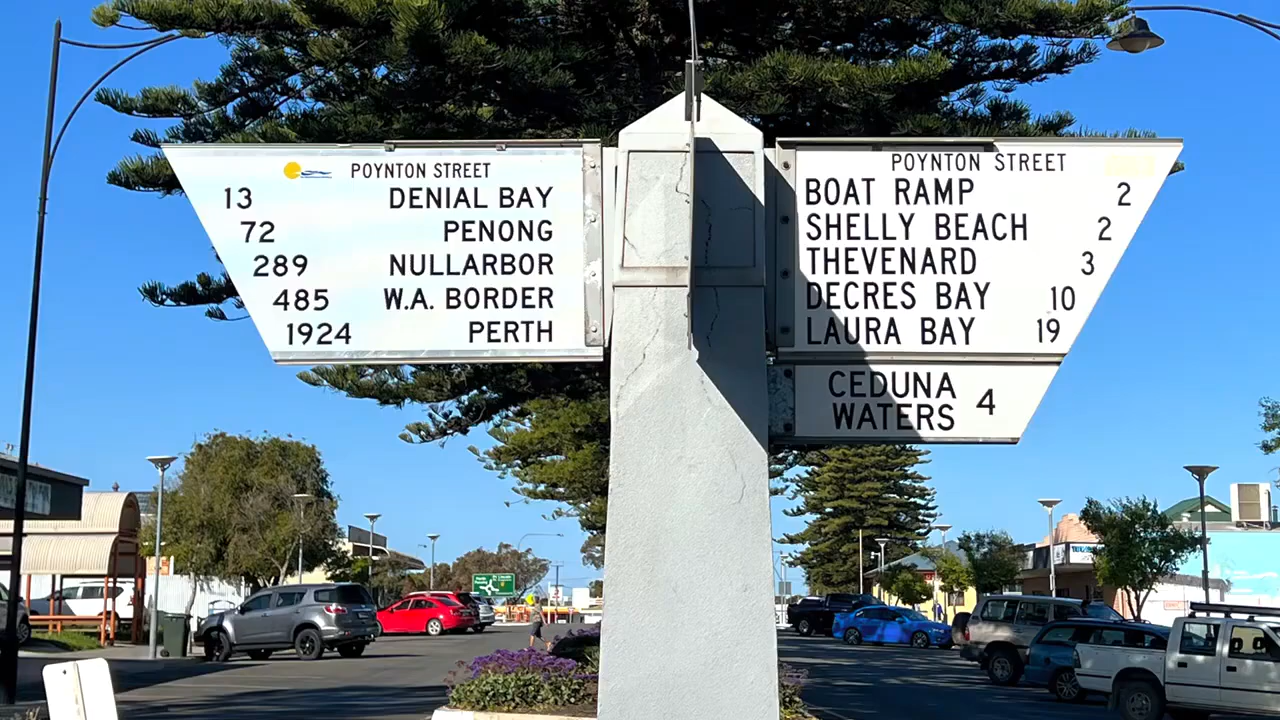 POYNTON STREET
13 DENIAL BAY
72 PENONG
289 NULLARBOR
485 W.A. BORDER
1924 PERTH
POYNTON STREET
BOAT RAMP 2
SHELLY BEACH 2
THEVENARD 3
DECRES BAY 10
LAURA BAY 19
CEDUNA
WATERS 4